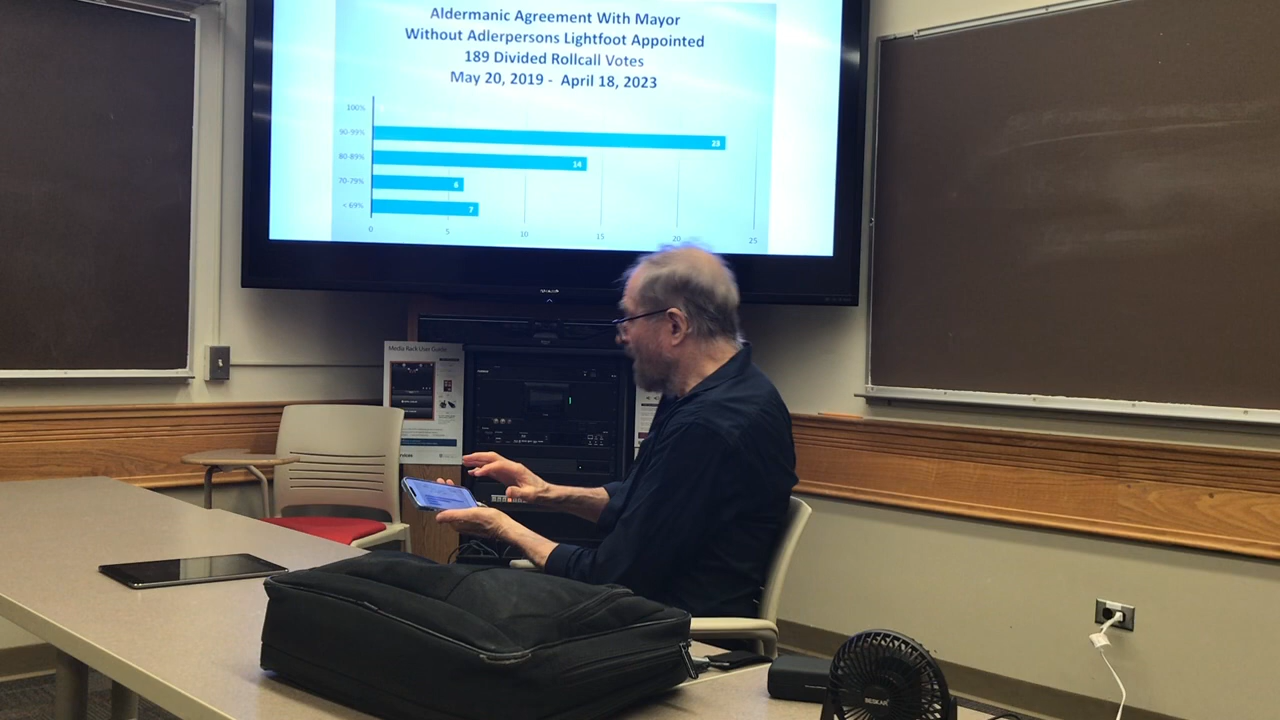 Aldermanic Agreement With Mayor
Without Adlerpersons Lightfoot Appointed
189 Divided Rollcall Votes
May 20, 2019 - April 18, 2023
100%
90-99% 23
80-89% 14
70-79% 6
< 69% 7
0 5 10 15 20 25
SHARP
Media Rack User Guide
BESKAR